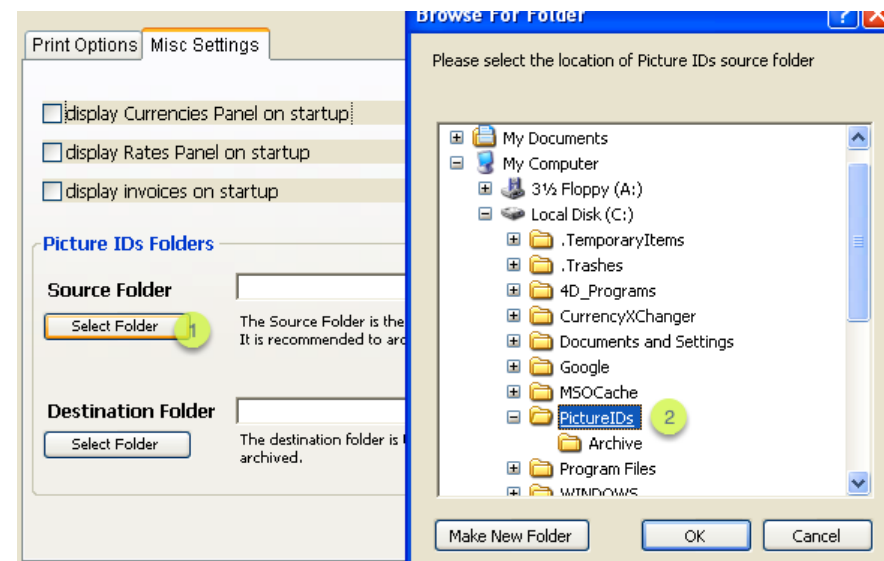 Print Options
Misc Settings
display Currencies Panel on startup
display Rates Panel on startup
display invoices on startup
Picture IDs Folders
Source Folder
Select Folder
1
The Source Folder is the
It is recommended to arc
Destination Folder
Select Folder
The destination folder is
archived.
Browse For Folder
?
Please select the location of Picture IDs source folder
My Documents
My Computer
3½ Floppy (A:)
Local Disk (C:)
.TemporaryItems
.Trashes
4D_Programs
CurrencyXChanger
Documents and Settings
Google
MSOCache
PictureIDs
2
Archive
Program Files
WINDOWS
Make New Folder
OK
Cancel